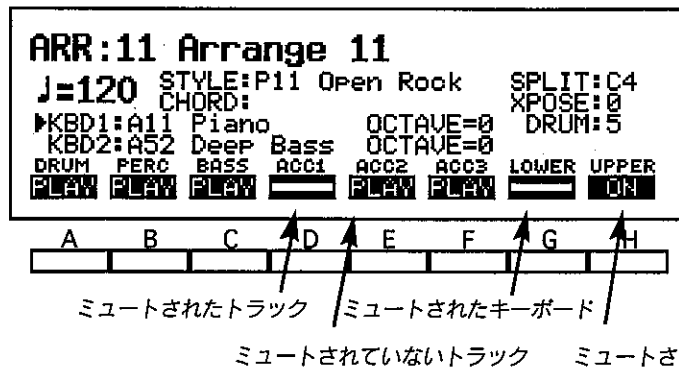 ARR:11 Arrange 11
♩=120 STYLE:P11 Open Rock SPLIT:C4
CHORD: XPOSE:0
▶KBD1:A11 Piano OCTAVE=0 DRUM:5
KBD2:A52 Deep Bass OCTAVE=0
DRUM PERC BASS ACC1 ACC2 ACC3 LOWER UPPER
PLAY PLAY PLAY PLAY PLAY ON
A B C D E F G H
ミュートされたトラック ミュートされたキーボード
ミュートされていないトラック ミュートさ